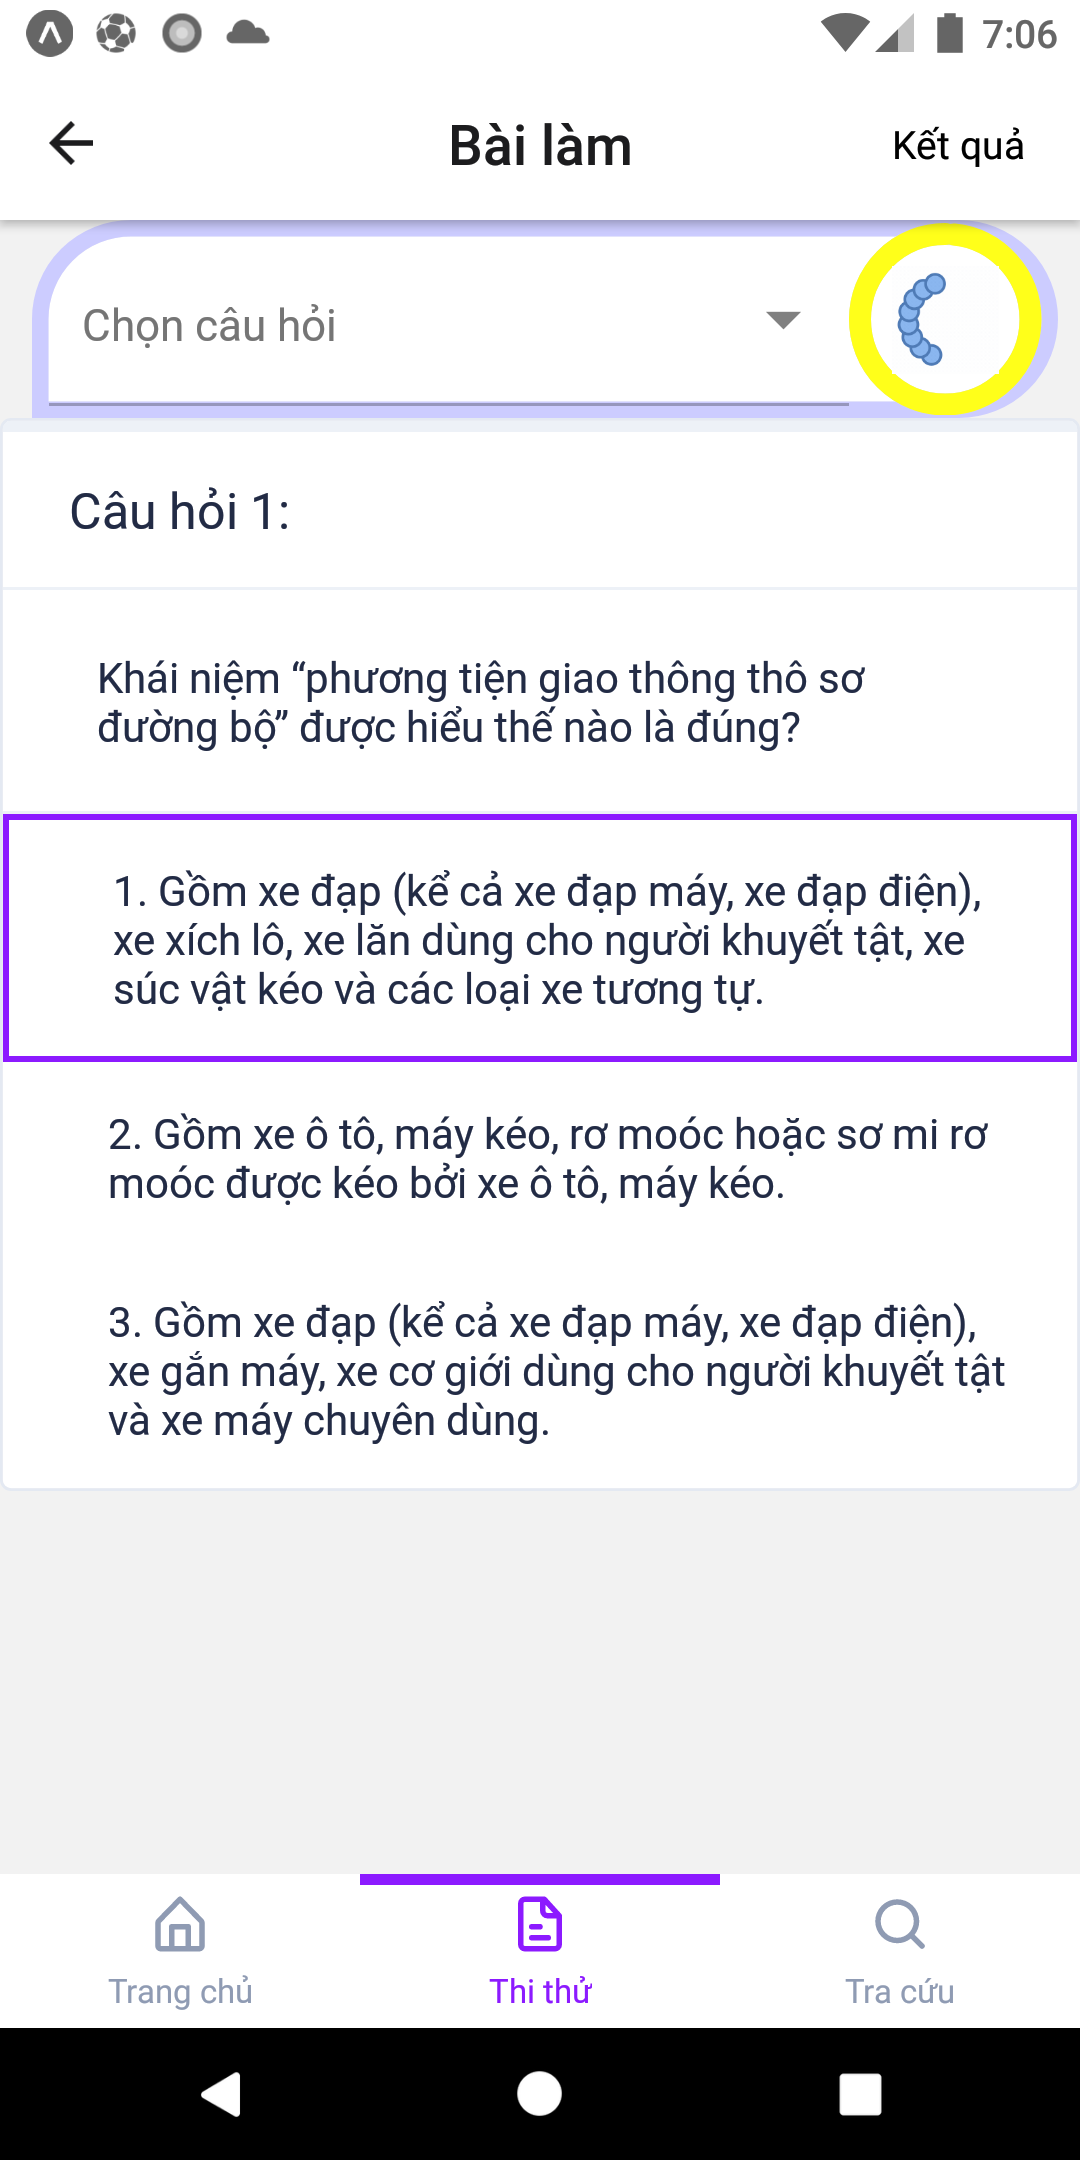 7:06
Bài làm
Kết quả
Chọn câu hỏi
Câu hỏi 1:
Khái niệm “phương tiện giao thông thô sơ
đường bộ” được hiểu thế nào là đúng?
1. Gồm xe đạp (kể cả xe đạp máy, xe đạp điện),
xe xích lô, xe lăn dùng cho người khuyết tật, xe
súc vật kéo và các loại xe tương tự.
2. Gồm xe ô tô, máy kéo, rơ moóc hoặc sơ mi rơ
moóc được kéo bởi xe ô tô, máy kéo.
3. Gồm xe đạp (kể cả xe đạp máy, xe đạp điện),
xe gắn máy, xe cơ giới dùng cho người khuyết tật
và xe máy chuyên dùng.
Trang chủ
Thi thử
Tra cứu